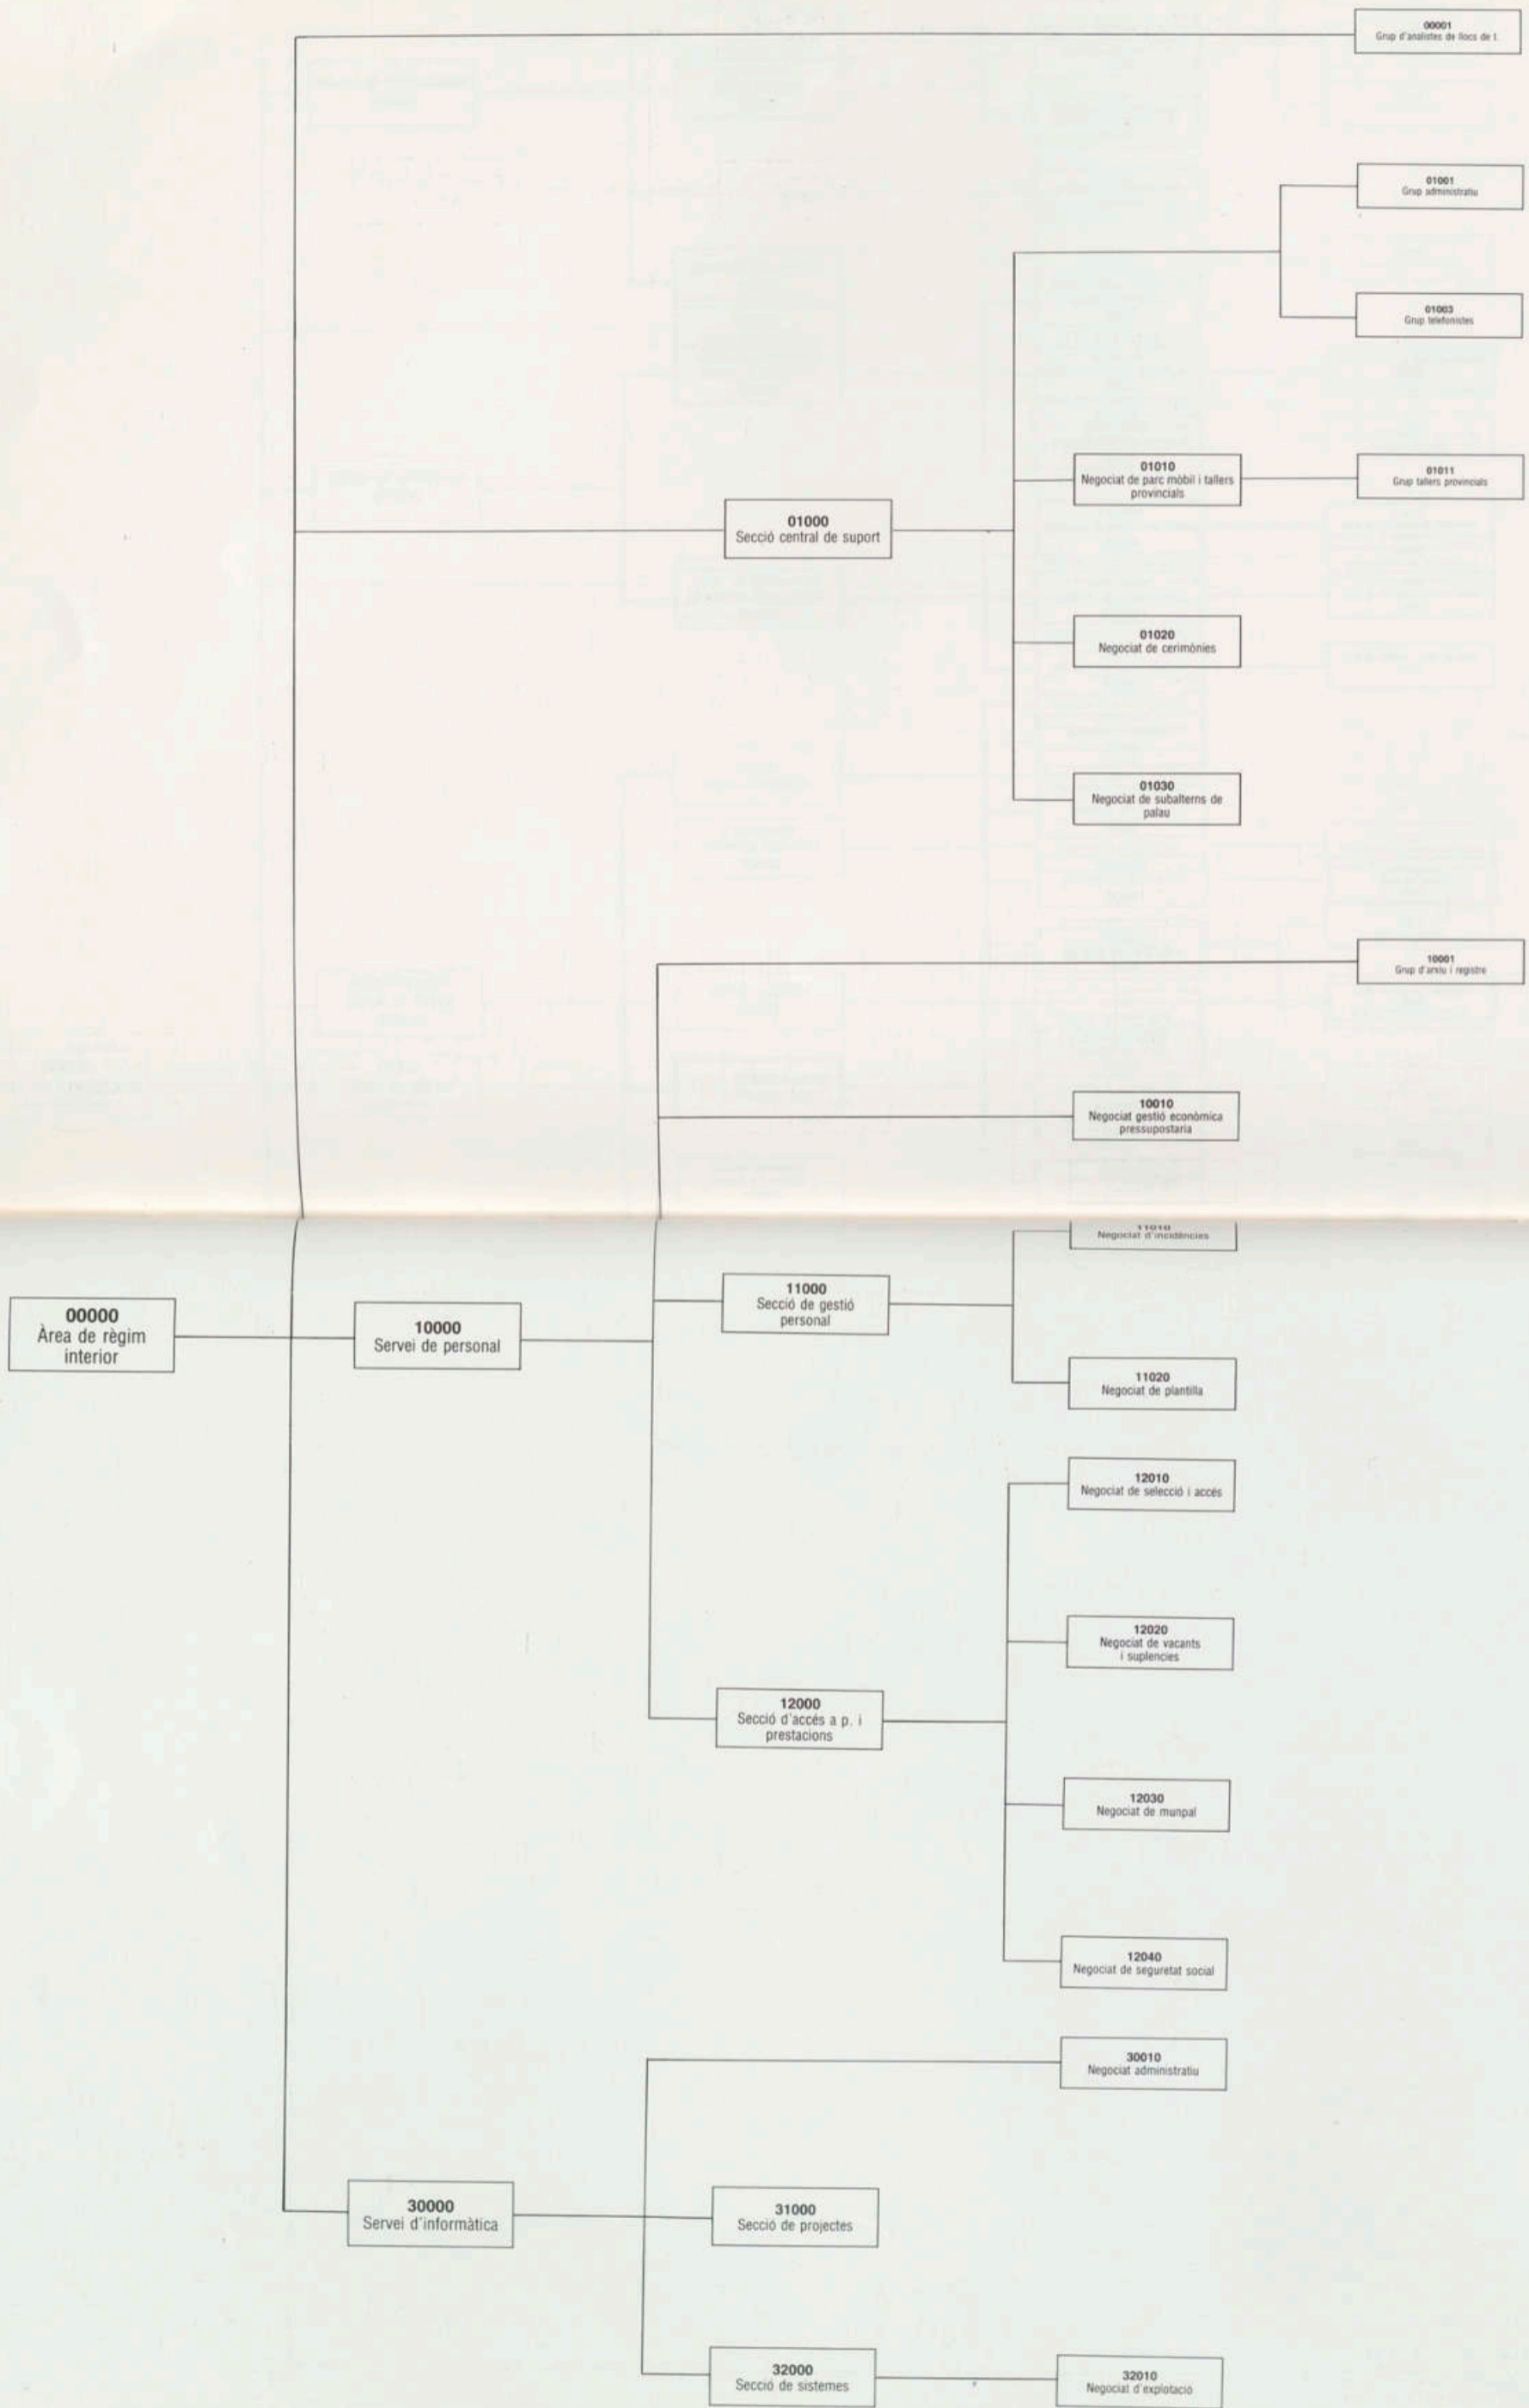 00001
Grup d'analistes de llocs de t.
01001
Grup administratiu
01003
Grup telefonistes
01010
Negociat de parc mòbil i tallers
provincials
01011
Grup tallers provincials
01000
Secció central de suport
01020
Negociat de cerimònies
01030
Negociat de subalterns de
palau
10001
Grup d'arxiu i registre
10010
Negociat gestió econòmica
pressupostaria
11010
Negociat d'incidències
11000
Secció de gestió
personal
00000
Àrea de règim
interior
10000
Servei de personal
11020
Negociat de plantilla
12010
Negociat de selecció i accés
12020
Negociat de vacants
i suplencies
12000
Secció d'accés a p. i
prestacions
12030
Negociat de munpal
12040
Negociat de seguretat social
30010
Negociat administratiu
30000
Servei d'informàtica
31000
Secció de projectes
32000
Secció de sistemes
32010
Negociat d'explotació